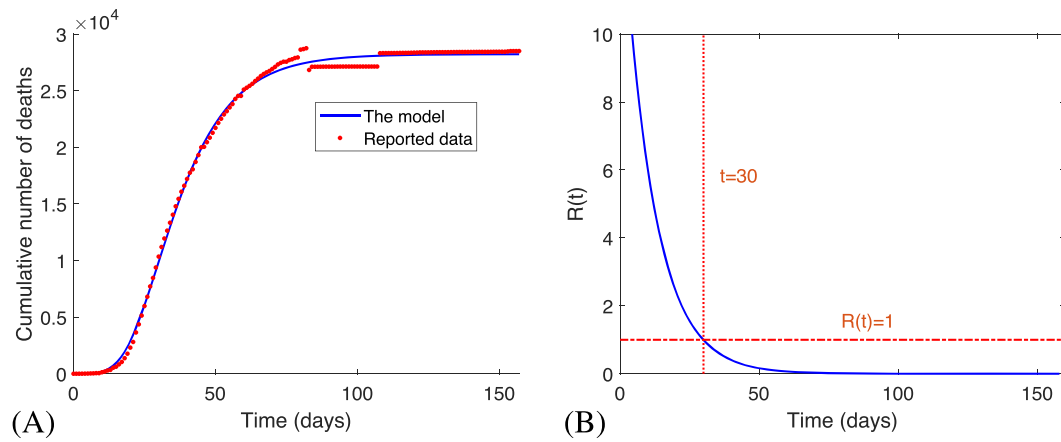 ×10⁴
3
2.5
2
1.5
1
0.5
0
0
50
100
150
Cumulative number of deaths
Time (days)
The model
Reported data
(A)
10
8
6
4
2
0
0
50
100
150
R(t)
Time (days)
t=30
R(t)=1
(B)